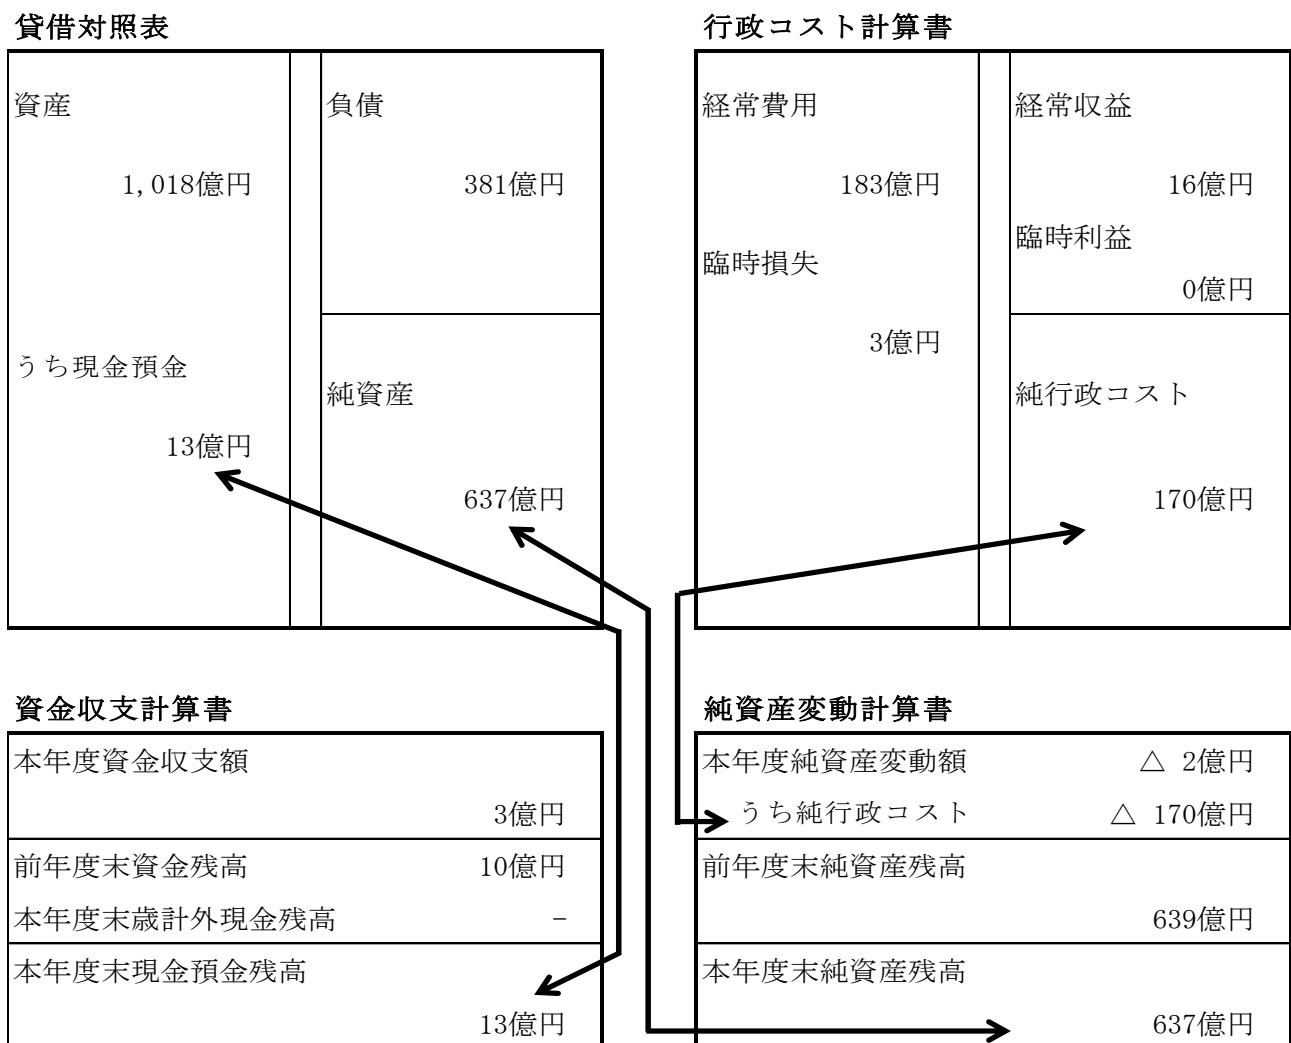 貸借対照表
資産
1,018億円
うち現金預金
13億円
負債
381億円
純資産
637億円
行政コスト計算書
経常費用
183億円
臨時損失
3億円
経常収益
16億円
臨時利益
0億円
純行政コスト
170億円
資金収支計算書
本年度資金収支額
3億円
前年度末資金残高 10億円
本年度末歳計外現金残高 -
本年度末現金預金残高
13億円
純資産変動計算書
本年度純資産変動額 △ 2億円
うち純行政コスト △ 170億円
前年度末純資産残高
639億円
本年度末純資産残高
637億円